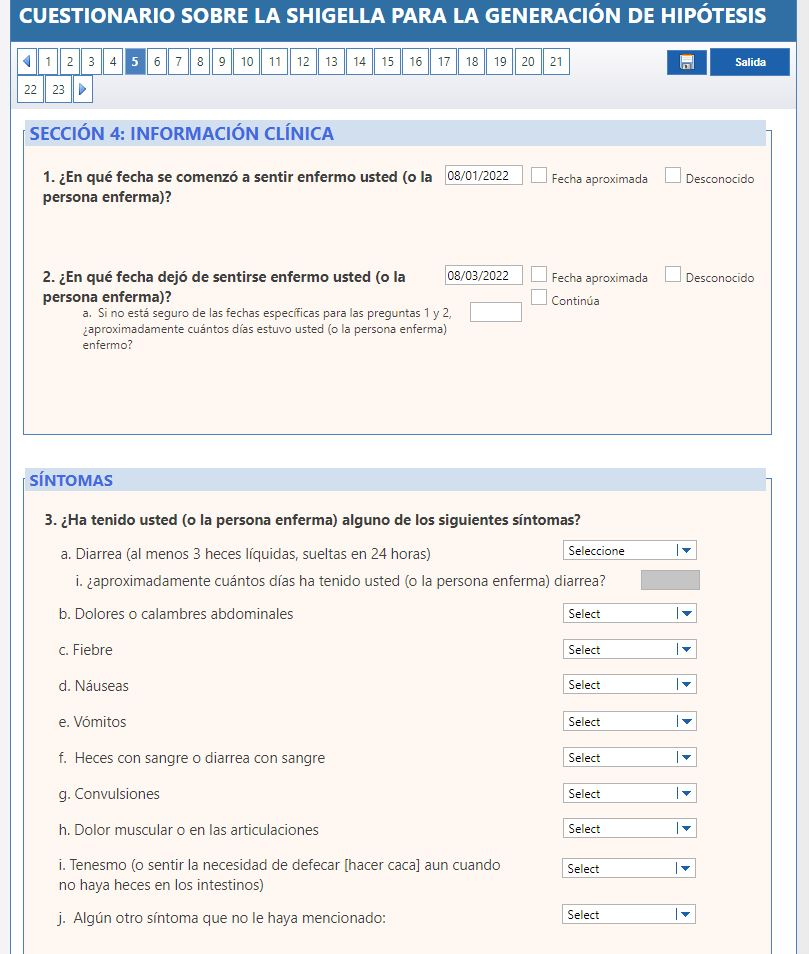 CUESTIONARIO SOBRE LA SHIGELLA PARA LA GENERACIÓN DE HIPÓTESIS
1 2 3 4 5 6 7 8 9 10 11 12 13 14 15 16 17 18 19 20 21
Salida
22 23
SECCIÓN 4: INFORMACIÓN CLÍNICA
1. ¿En qué fecha se comenzó a sentir enfermo usted (o la
persona enferma)?
08/01/2022
Fecha aproximada
Desconocido
2. ¿En qué fecha dejó de sentirse enfermo usted (o la
persona enferma)?
08/03/2022
Fecha aproximada
Desconocido
Continúa
a. Si no está seguro de las fechas específicas para las preguntas 1 y 2,
¿aproximadamente cuántos días estuvo usted (o la persona enferma)
enfermo?
SÍNTOMAS
3. ¿Ha tenido usted (o la persona enferma) alguno de los siguientes síntomas?
a. Diarrea (al menos 3 heces líquidas, sueltas en 24 horas)
Seleccione
i. ¿aproximadamente cuántos días ha tenido usted (o la persona enferma) diarrea?
b. Dolores o calambres abdominales
Select
c. Fiebre
Select
d. Náuseas
Select
e. Vómitos
Select
f. Heces con sangre o diarrea con sangre
Select
g. Convulsiones
Select
h. Dolor muscular o en las articulaciones
Select
i. Tenesmo (o sentir la necesidad de defecar [hacer caca] aun cuando
no haya heces en los intestinos)
Select
j. Algún otro síntoma que no le haya mencionado:
Select